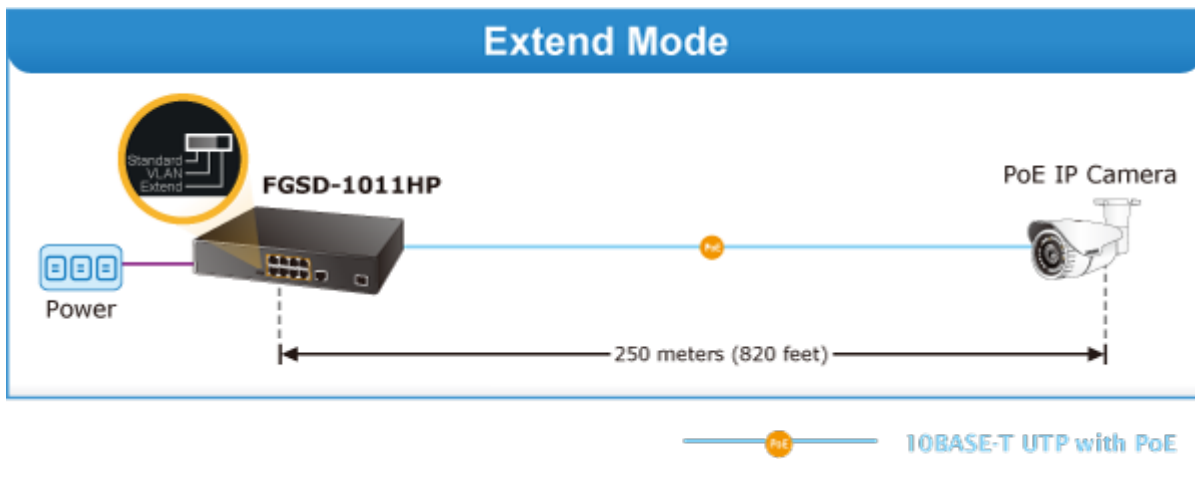 Extend Mode
Standard
VLAN
Extend
FGSD-1011HP
PoE IP Camera
PoE
Power
250 meters (820 feet)
PoE
10BASE-T UTP with PoE